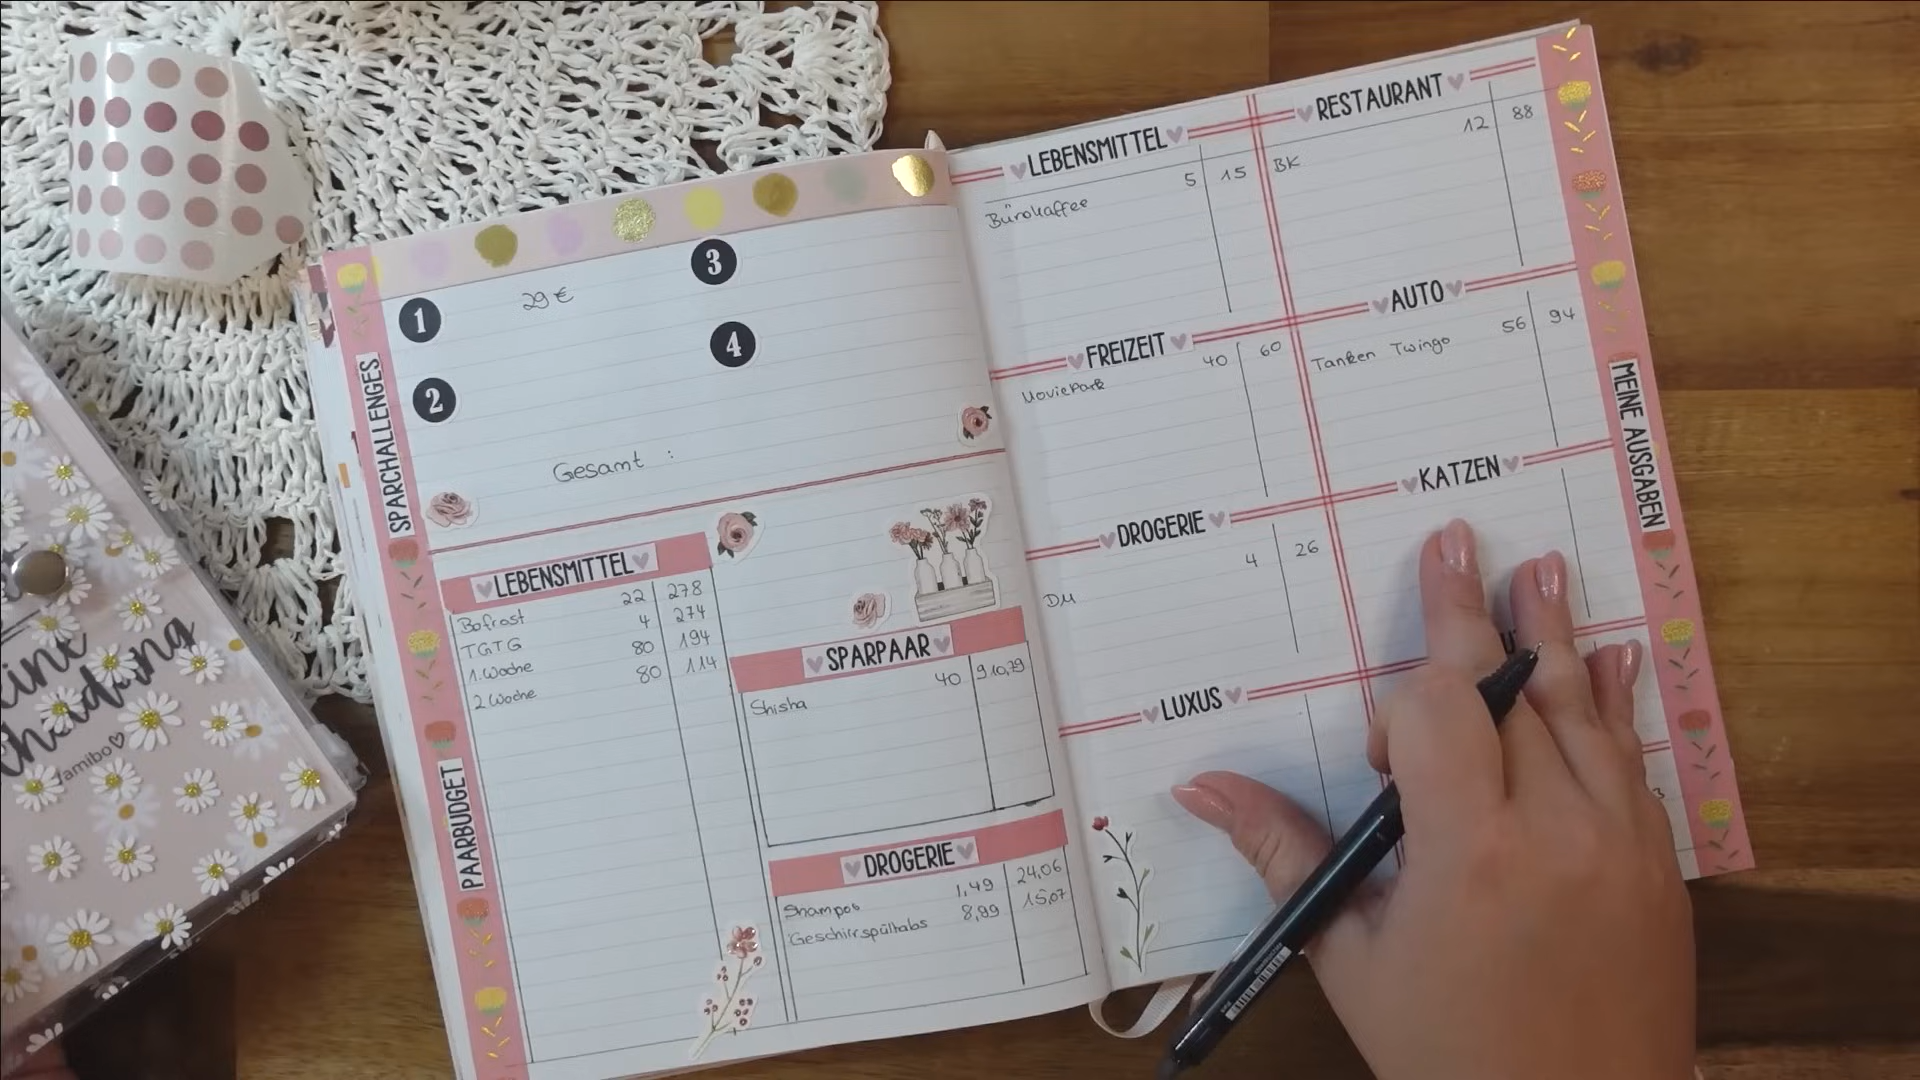 SPARCHALLENGES
1 29€
2
3
4
Gesamt :
PAARBUDGET
LEBENSMITTEL
Bofrost 22 278
TGTG 4 274
1. Woche 80 194
2 Woche 80 114
SPARPAAR
Shisha 40 910,79
DROGERIE
Shampoo 1,49 24,06
Geschirrspültabs 8,99 15,07
LEBENSMITTEL
Bürokaffee 5 15
RESTAURANT
BK 12 88
FREIZEIT
MoviePark 40 60
AUTO
Tanken Twingo 56 94
DROGERIE
DM 4 26
KATZEN
LUXUS
MEINE AUSGABEN
Jamibo